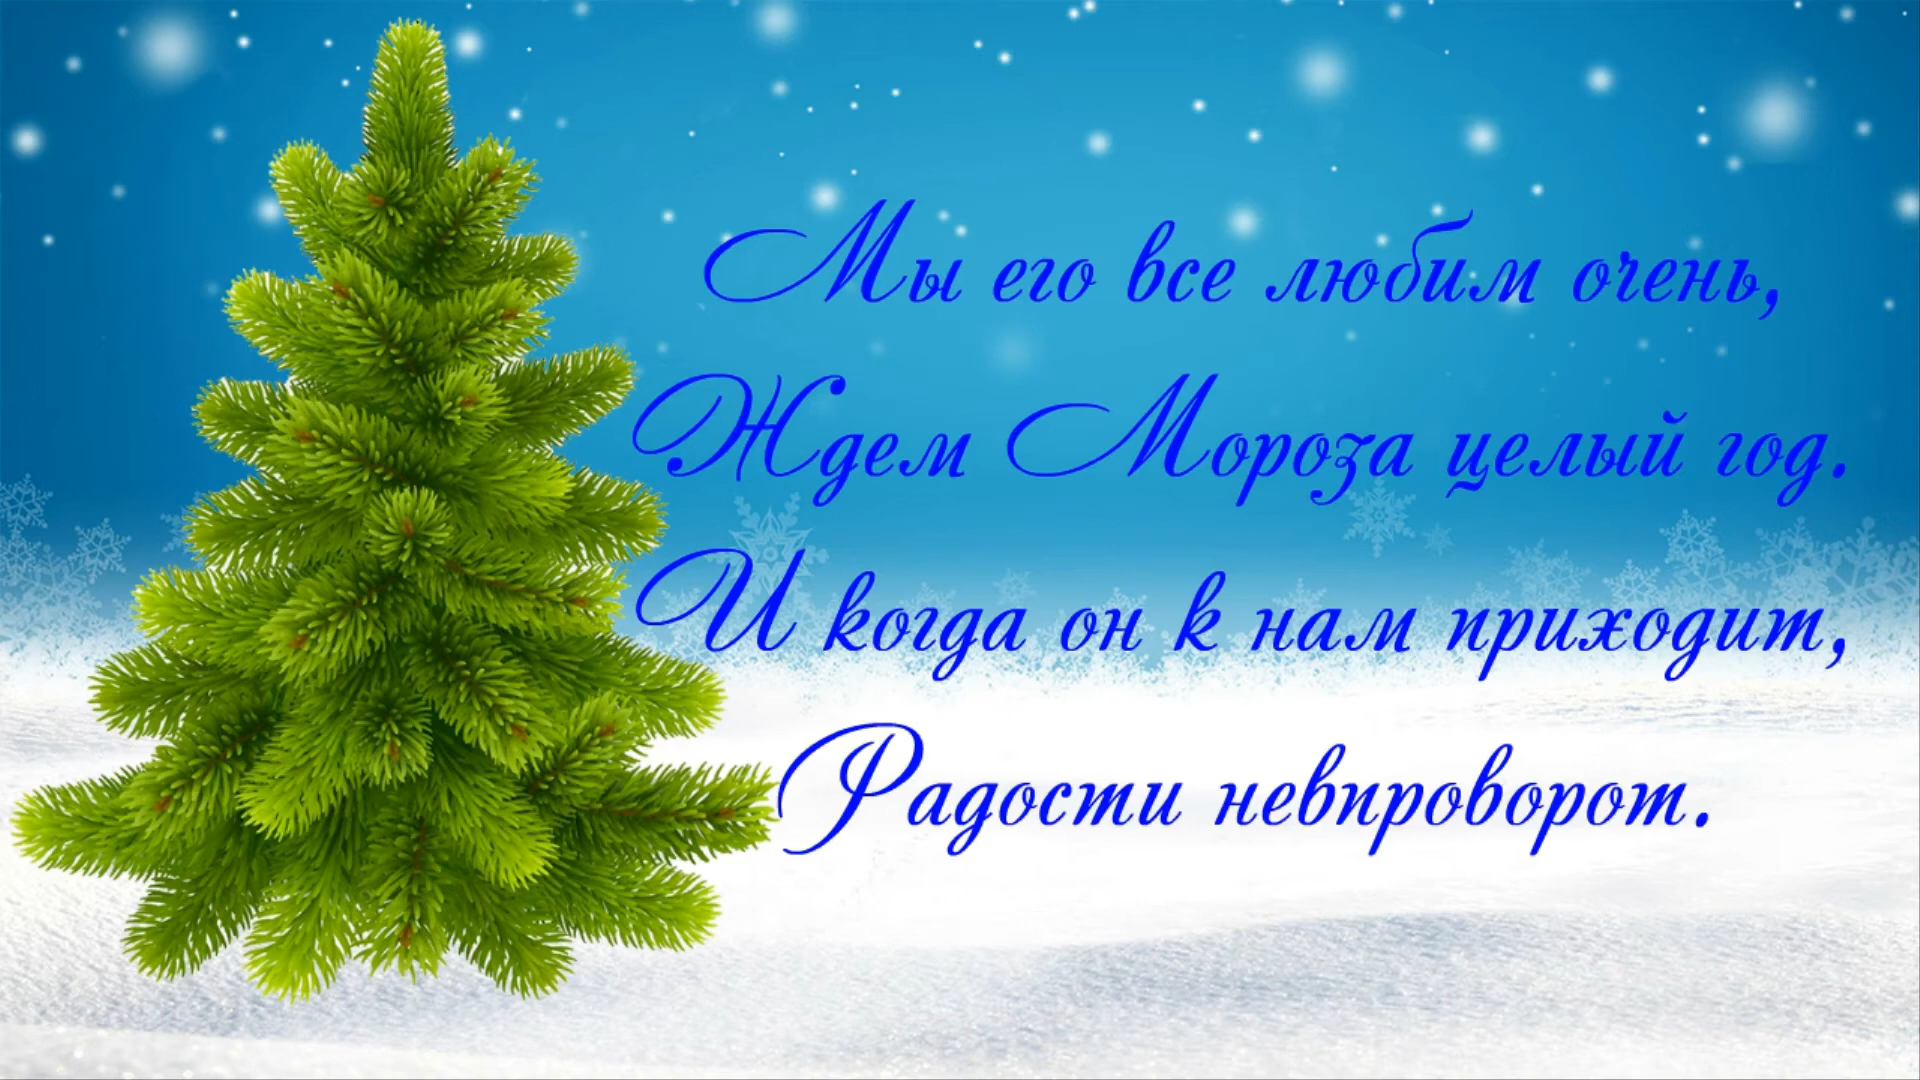 Мы его все любим очень,
Ждем Мороза целый год.
И когда он к нам приходит,
Радости невпроворот.